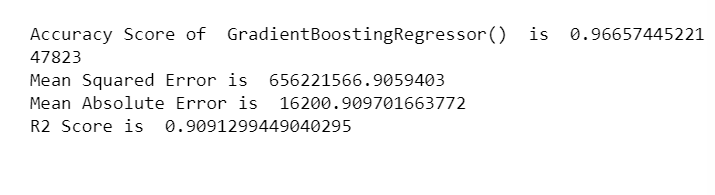 Accuracy Score of  GradientBoostingRegressor()  is  0.96657445221
47823
Mean Squared Error is  656221566.9059403
Mean Absolute Error is  16200.909701663772
R2 Score is  0.9091299449040295